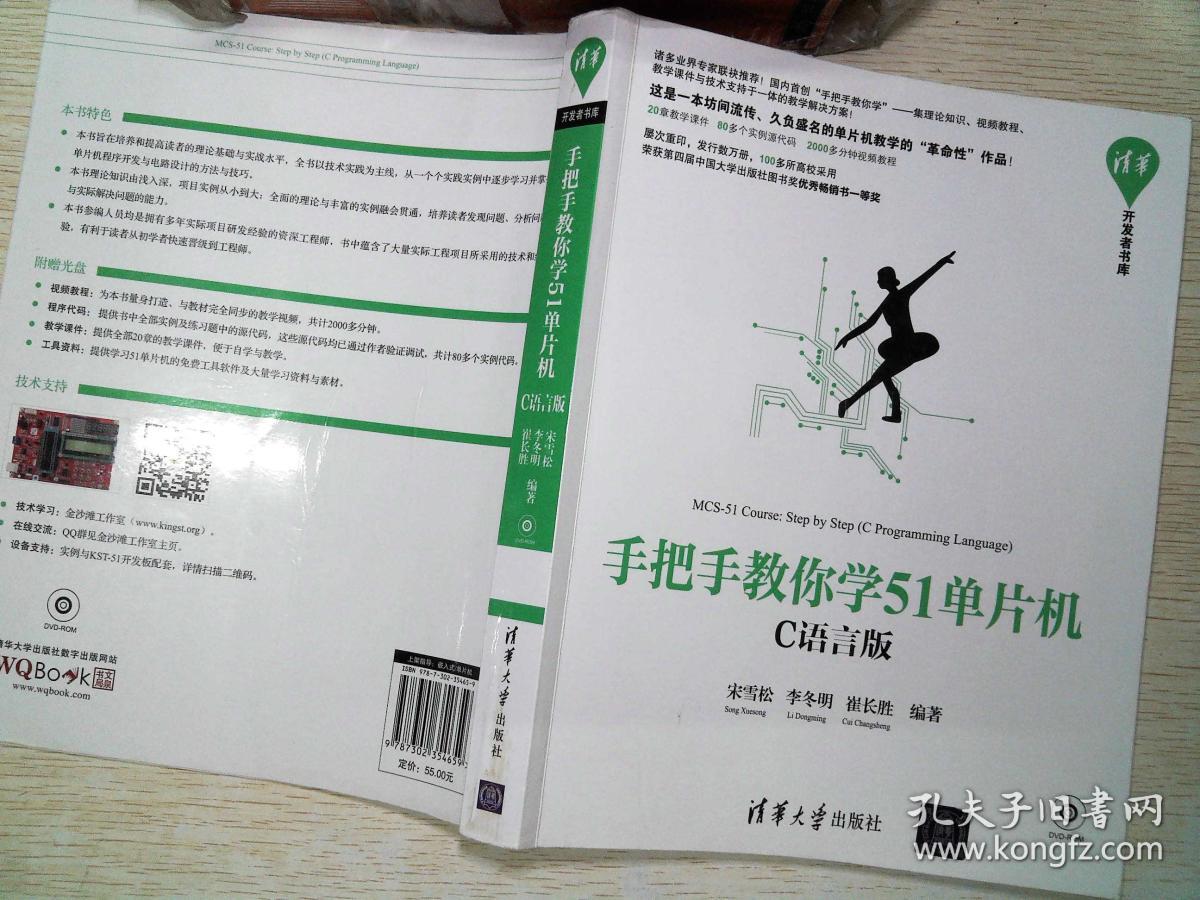 MCS-51 Course: Step by Step (C Programming Language)
本书特色
本书旨在培养和提高读者的理论基础与实战水平，全书以技术实践为主线，从一个个实践实例中逐步学习并掌
单片机程序开发与电路设计的方法与技巧。
本书理论知识由浅入深，项目实例从小到大；全面的理论与丰富的实例融会贯通，培养读者发现问题、分析问
与实际解决问题的能力。
本书参编人员均是拥有多年实际项目研发经验的资深工程师，书中蕴含了大量实际工程项目所采用的技术和
验，有利于读者从初学者快速晋级到工程师。
附赠光盘
视频教程：为本书量身打造、与教材完全同步的教学视频，共计2000多分钟。
程序代码：提供书中全部实例及练习题中的源代码，这些源代码均已通过作者验证调试，共计80多个实例代码。
教学课件：提供全部20章的教学课件，便于自学与教学。
工具资料：提供学习51单片机的免费工具软件及大量学习资料与素材。
技术支持
技术学习：金沙滩工作室（www.kingst.org）。
在线交流：QQ群见金沙滩工作室主页。
设备支持：实例与KST-51开发板配套，详情扫描二维码。
DVD-ROM
清华大学出版社数字出版网站
WQBook
书文
局泉
www.wqbook.com
上架指导：嵌入式/单片机
ISBN 978-7-302-35465-9
9 787302 354659
定价：55.00元
清华
开发者书库
手把手教你学51单片机
C语言版
宋雪松
李冬明
崔长胜
编著
DVD-ROM
清华大学出版社
诸多业界专家联袂推荐！国内首创“手把手教你学”——集理论知识、视频教程、
教学课件与技术支持于一体的教学解决方案！
这是一本坊间流传、久负盛名的单片机教学的“革命性”作品！
20章教学课件 80多个实例源代码 2000多分钟视频教程
屡次重印，发行数万册，100多所高校采用
荣获第四届中国大学出版社图书奖优秀畅销书一等奖
清华
开发者书库
MCS-51 Course: Step by Step (C Programming Language)
手把手教你学51单片机
C语言版
宋雪松 李冬明 崔长胜 编著
Song Xuesong Li Dongming Cui Changsheng
清华大学出版社
DVD-ROM
孔夫子旧书网
www.kongfz.com